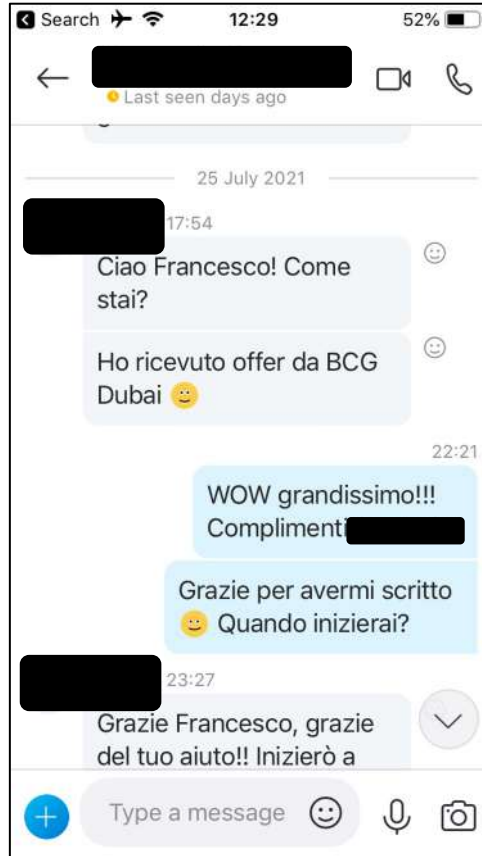 Search
12:29
52%
Last seen days ago
25 July 2021
17:54
Ciao Francesco! Come
stai?
Ho ricevuto offer da BCG
Dubai 🙂
22:21
WOW grandissimo!!!
Complimenti
Grazie per avermi scritto
🙂 Quando inizierai?
23:27
Grazie Francesco, grazie
del tuo aiuto!! Inizierò a
Type a message